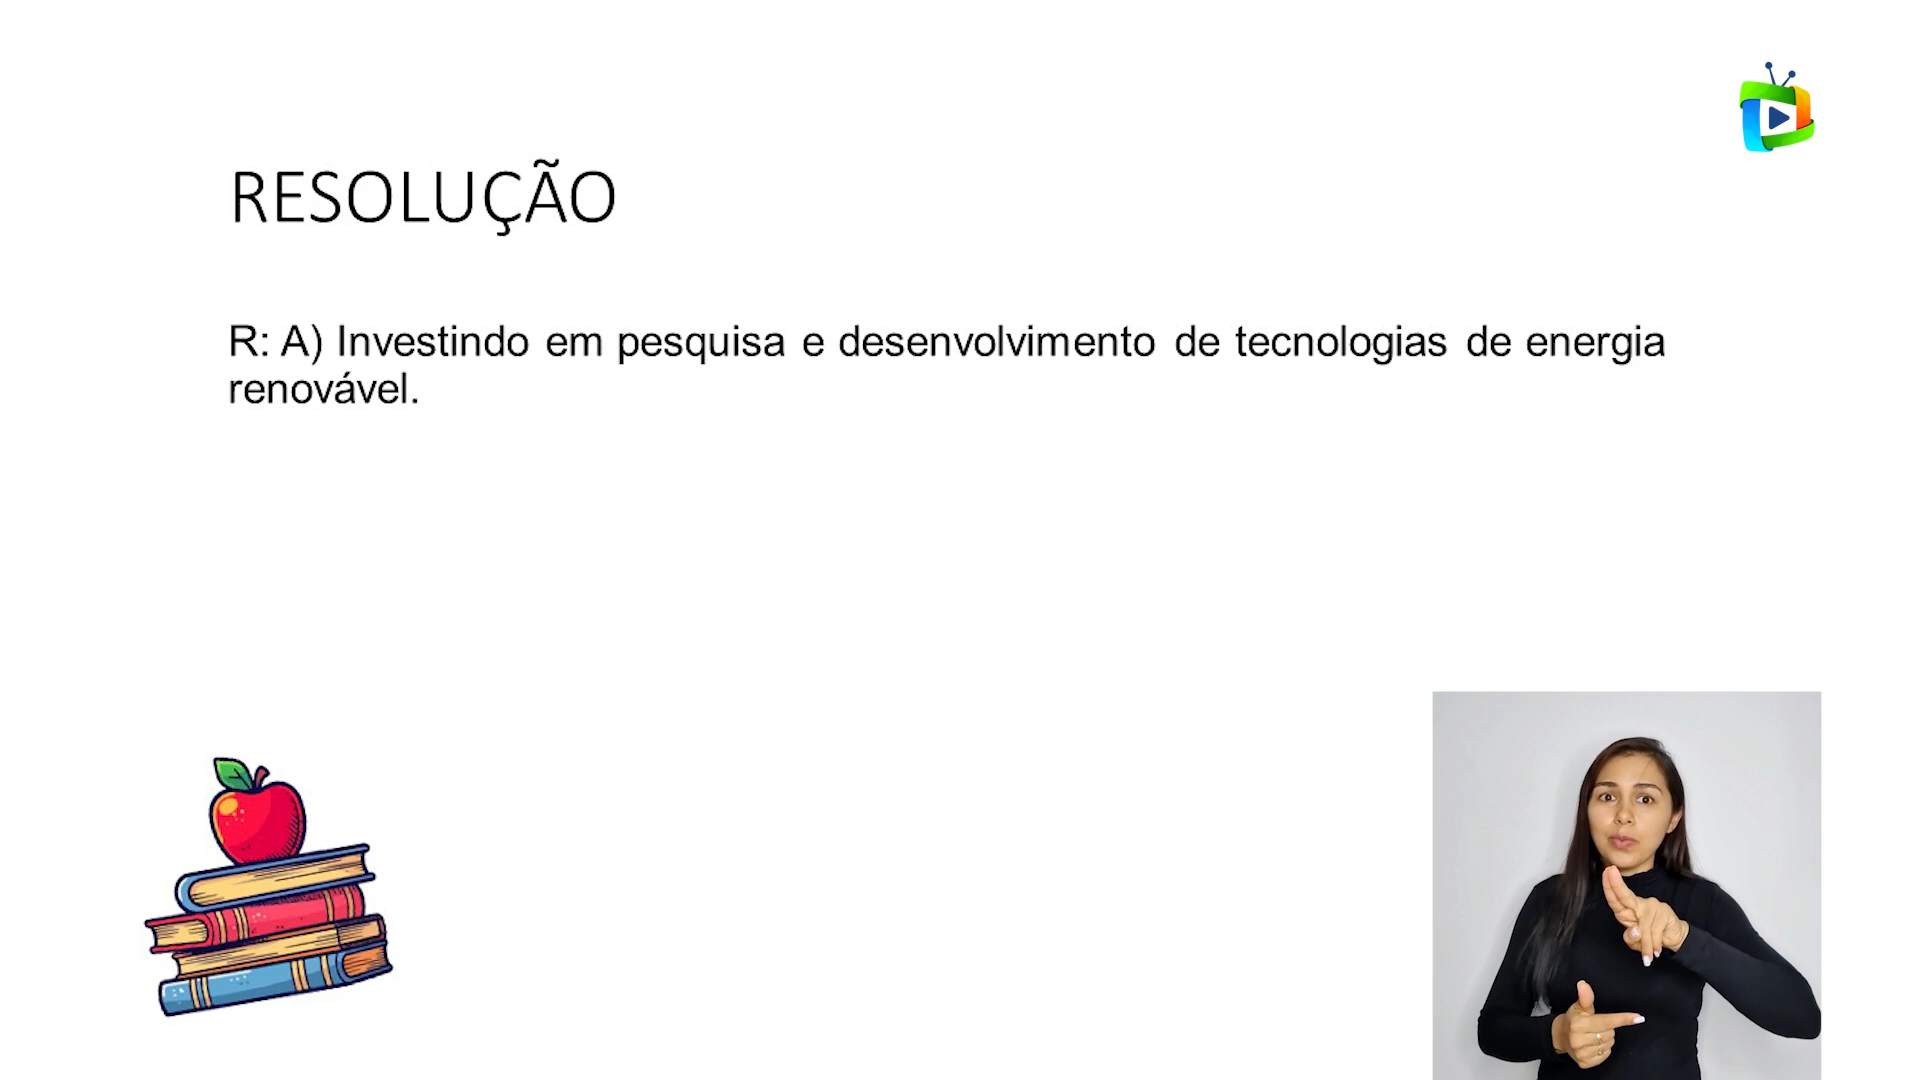 RESOLUÇÃO
R: A) Investindo em pesquisa e desenvolvimento de tecnologias de energia
renovável.